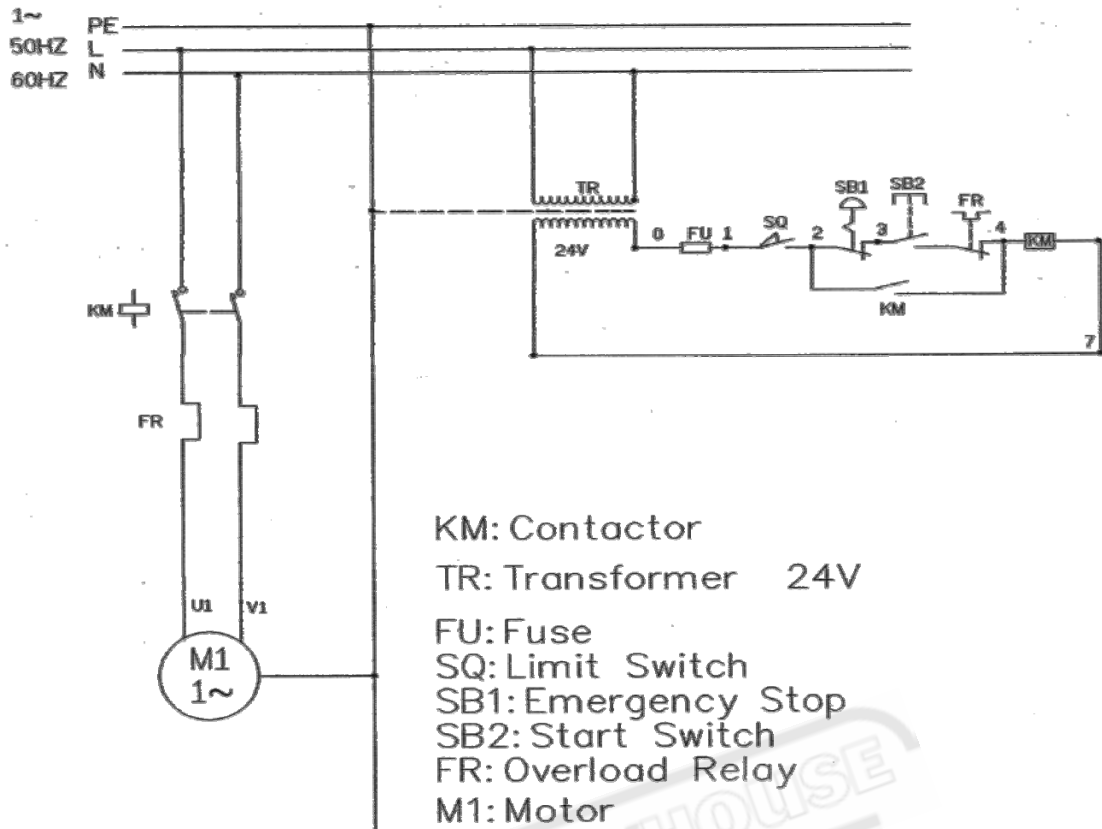 1~
PE
50HZ L
60HZ N
TR
24V
0 FU 1 SQ 2 SB1 3 SB2 FR 4 KM
KM
7
KM
FR
U1 V1
M1
1~
KM: Contactor
TR: Transformer 24V
FU: Fuse
SQ: Limit Switch
SB1: Emergency Stop
SB2: Start Switch
FR: Overload Relay
M1: Motor
HOUSE